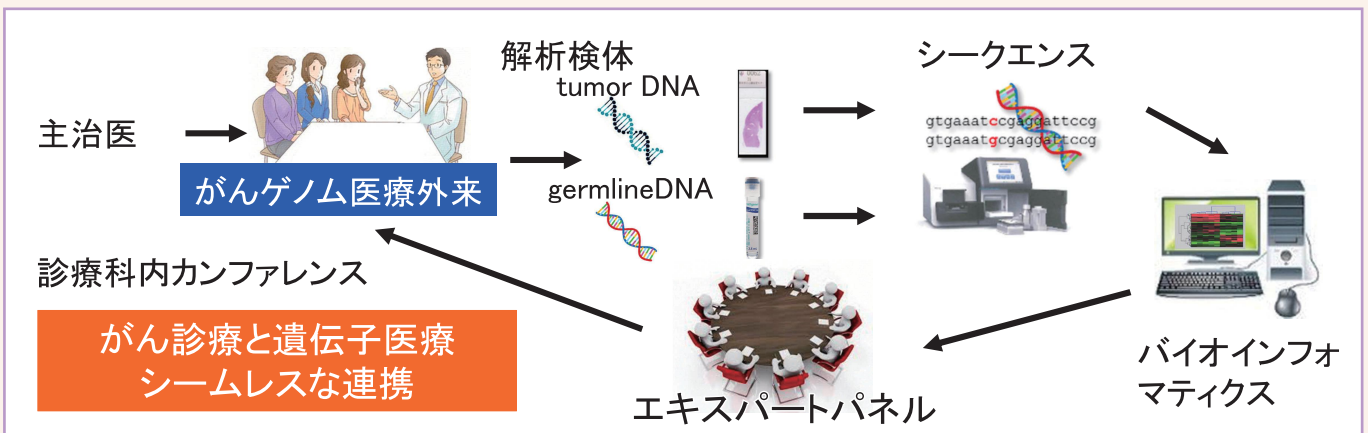 主治医
がんゲノム医療外来
診療科内カンファレンス
がん診療と遺伝子医療
シームレスな連携
解析検体
tumor DNA
germlineDNA
シークエンス
gtgaaatccgaggattccg
gtgaaatgcgaggattccg
バイオインフォ
マティクス
エキスパートパネル